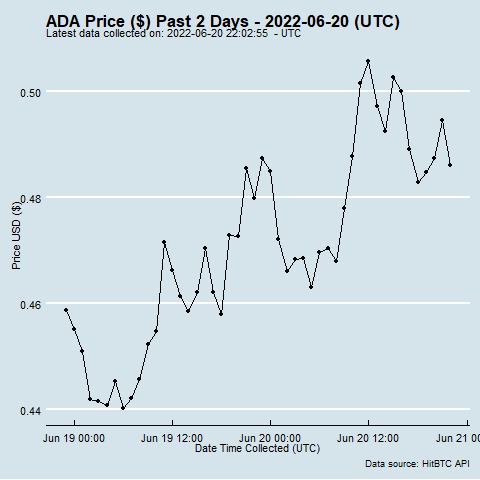 ADA Price ($) Past 2 Days - 2022-06-20 (UTC)
Latest data collected on: 2022-06-20 22:02:55 - UTC
0.50
0.48
Price USD ($)
0.46
0.44
Jun 19 00:00 Jun 19 12:00 Jun 20 00:00 Jun 20 12:00 Jun 21 0
Date Time Collected (UTC)
Data source: HitBTC API